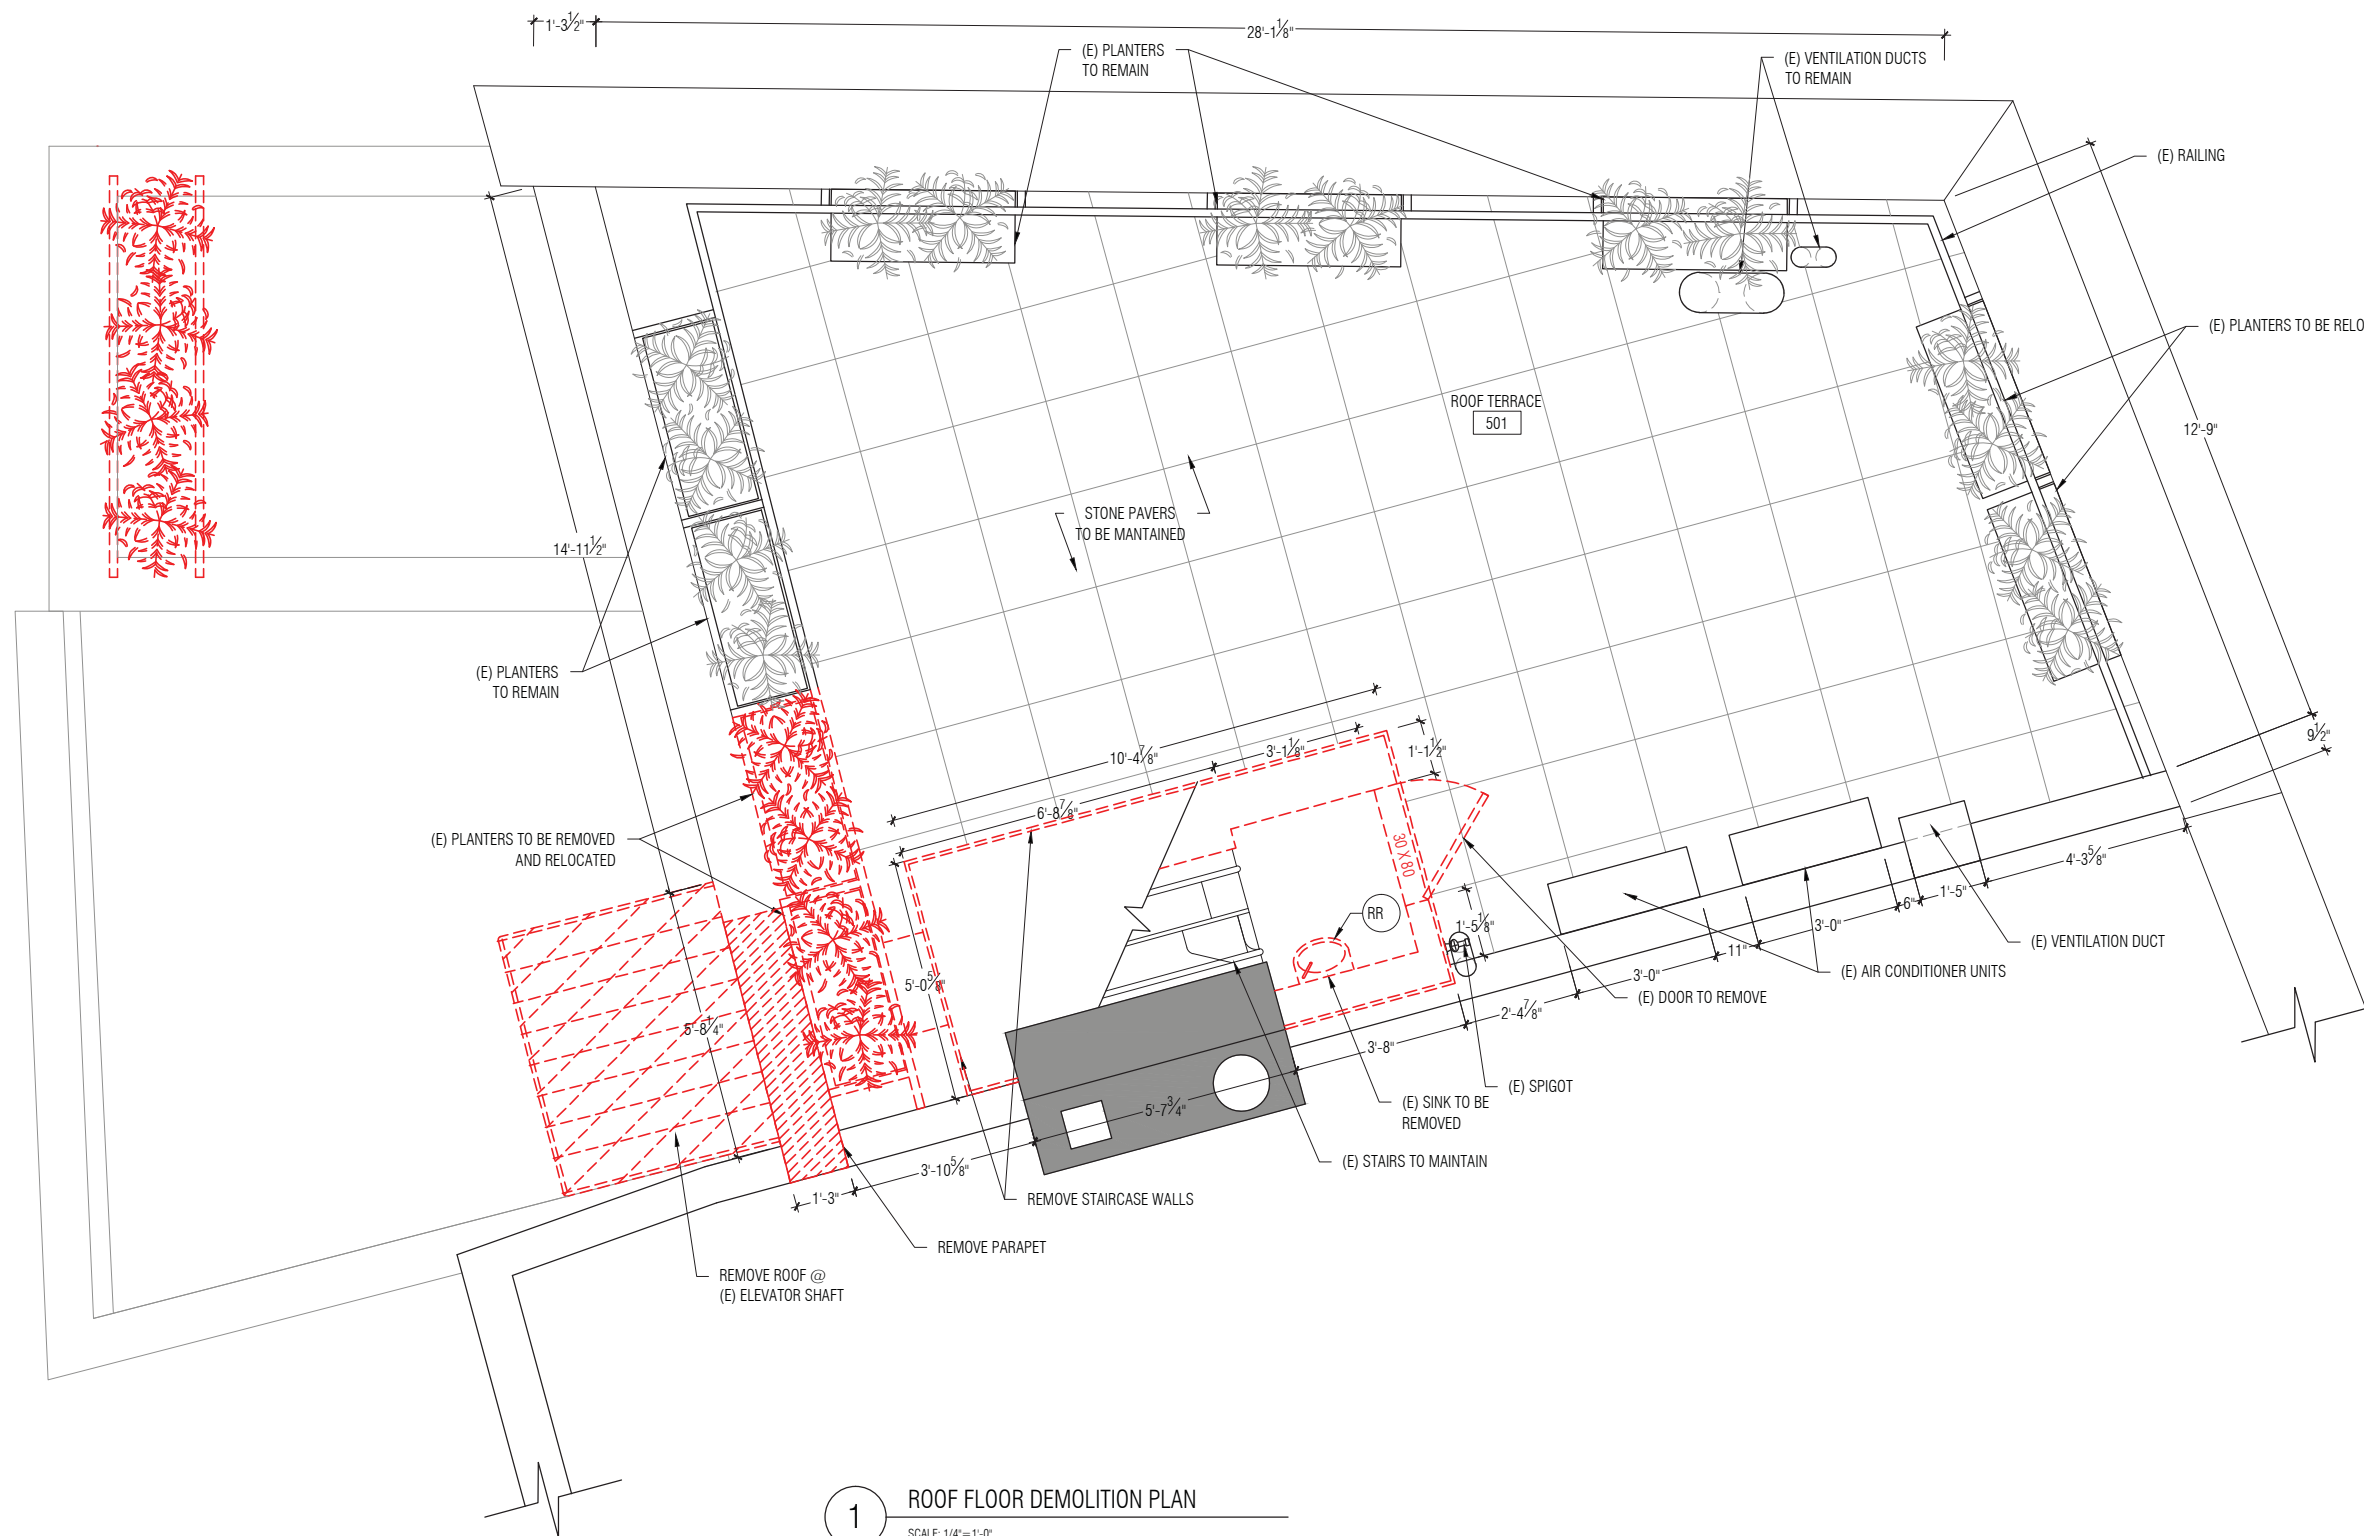 1'-3½"
28'-1⅛"
(E) PLANTERS
TO REMAIN
(E) VENTILATION DUCTS
TO REMAIN
(E) RAILING
(E) PLANTERS TO BE RELO
12'-9"
ROOF TERRACE
501
STONE PAVERS
TO BE MANTAINED
14'-11½"
(E) PLANTERS
TO REMAIN
10'-4⅞"
3'-1⅛"
1'-1½"
6'-8⅞"
9½"
(E) PLANTERS TO BE REMOVED
AND RELOCATED
30 X 80
RR
1'-5⅛"
5'-0⅝"
5'-8¼"
4'-3⅝"
1'-5"
6"
3'-0"
11"
3'-0"
2'-4⅞"
3'-8"
5'-7¾"
3'-10⅝"
1'-3"
(E) VENTILATION DUCT
(E) AIR CONDITIONER UNITS
(E) DOOR TO REMOVE
(E) SPIGOT
(E) SINK TO BE
REMOVED
(E) STAIRS TO MAINTAIN
REMOVE STAIRCASE WALLS
REMOVE PARAPET
REMOVE ROOF @
(E) ELEVATOR SHAFT
1
ROOF FLOOR DEMOLITION PLAN
SCALE: 1/4"=1'-0"